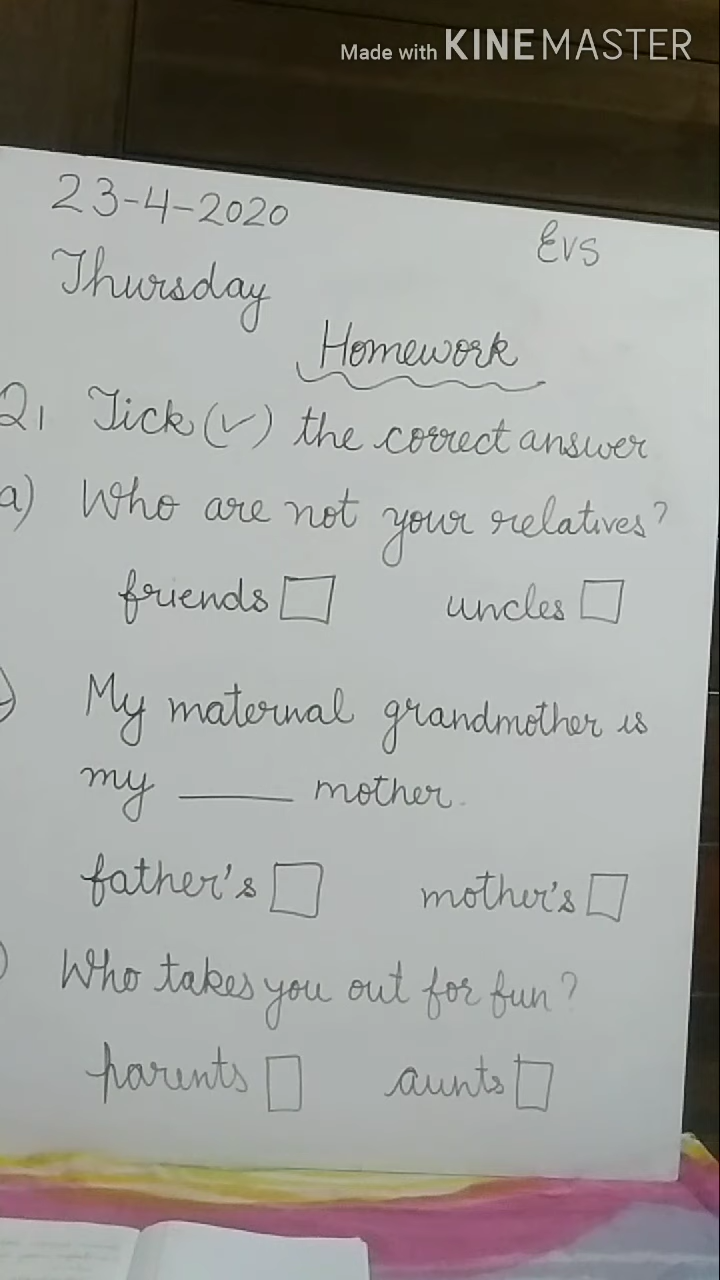 Made with KINEMASTER
23-4-2020
EVS
Thursday
Homework
Q1 Tick (✓) the correct answer
a) Who are not your relatives?
friends □ uncles □
) My maternal grandmother is
my ____ mother.
father's □ mother's □
) Who takes you out for fun?
parents □ aunts □